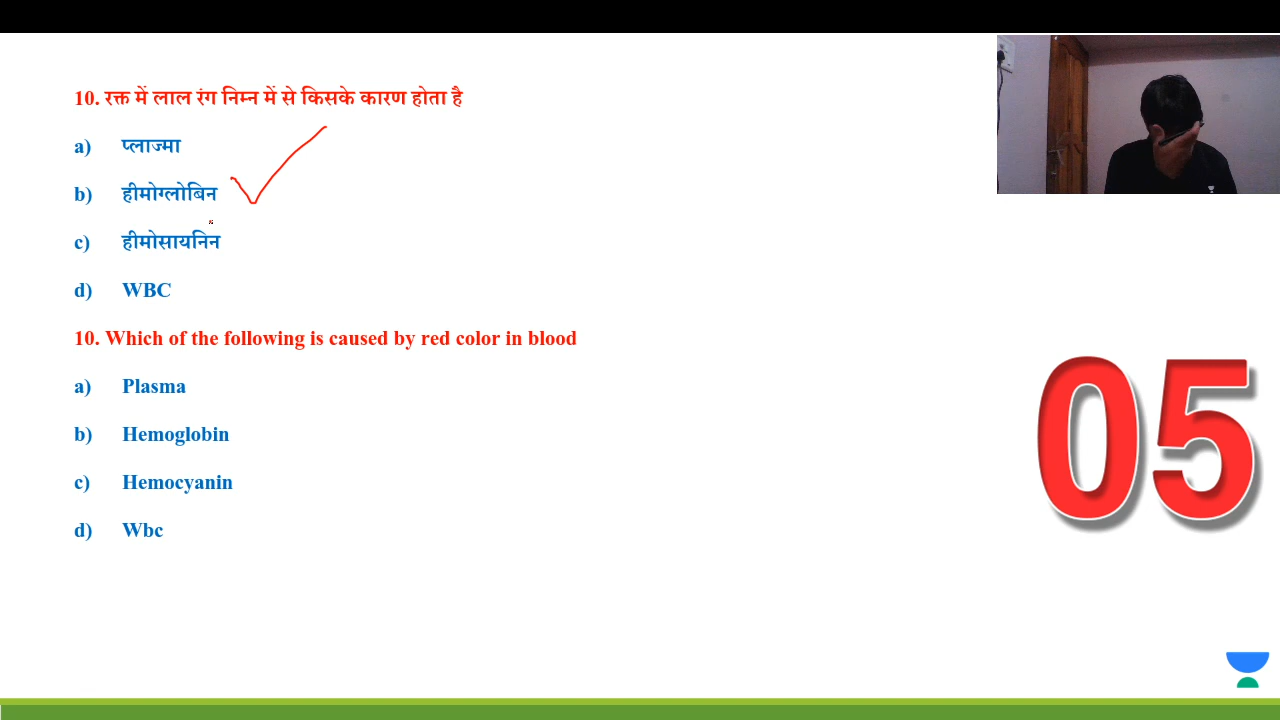 10. रक्त में लाल रंग निम्न में से किसके कारण होता है
a) प्लाज्मा
b) हीमोग्लोबिन
c) हीमोसायनिन
d) WBC
10. Which of the following is caused by red color in blood
a) Plasma
b) Hemoglobin
c) Hemocyanin
d) Wbc
05